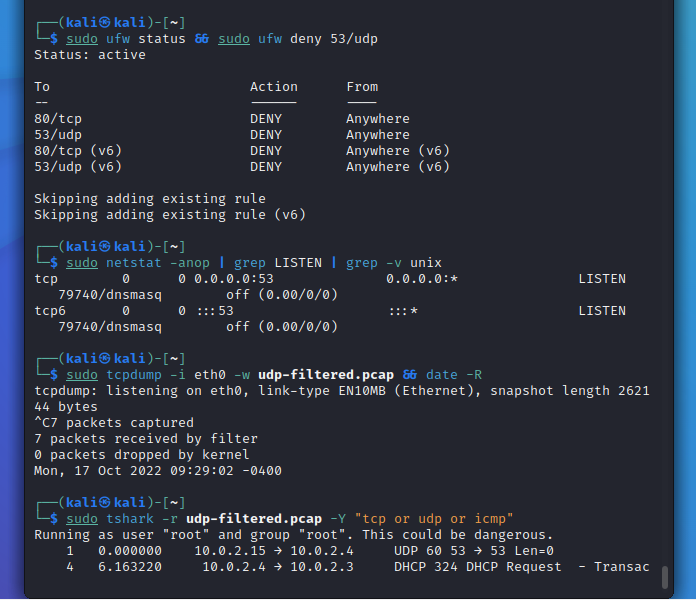 ┌──(kali㉿kali)-[~]
└─$ sudo ufw status && sudo ufw deny 53/udp
Status: active
To                         Action      From
--                         ------      ----
80/tcp                     DENY        Anywhere
53/udp                     DENY        Anywhere
80/tcp (v6)                DENY        Anywhere (v6)
53/udp (v6)                DENY        Anywhere (v6)
Skipping adding existing rule
Skipping adding existing rule (v6)
┌──(kali㉿kali)-[~]
└─$ sudo netstat -anop | grep LISTEN | grep -v unix
tcp        0      0 0.0.0.0:53              0.0.0.0:*               LISTEN
   79740/dnsmasq        off (0.00/0/0)
tcp6       0      0 :::53                   :::*                    LISTEN
   79740/dnsmasq        off (0.00/0/0)
┌──(kali㉿kali)-[~]
└─$ sudo tcpdump -i eth0 -w udp-filtered.pcap && date -R
tcpdump: listening on eth0, link-type EN10MB (Ethernet), snapshot length 2621
44 bytes
^C7 packets captured
7 packets received by filter
0 packets dropped by kernel
Mon, 17 Oct 2022 09:29:02 -0400
┌──(kali㉿kali)-[~]
└─$ sudo tshark -r udp-filtered.pcap -Y "tcp or udp or icmp"
Running as user "root" and group "root". This could be dangerous.
    1   0.000000    10.0.2.15 → 10.0.2.4     UDP 60 53 → 53 Len=0
    4   6.163220     10.0.2.4 → 10.0.2.3     DHCP 324 DHCP Request  - Transac